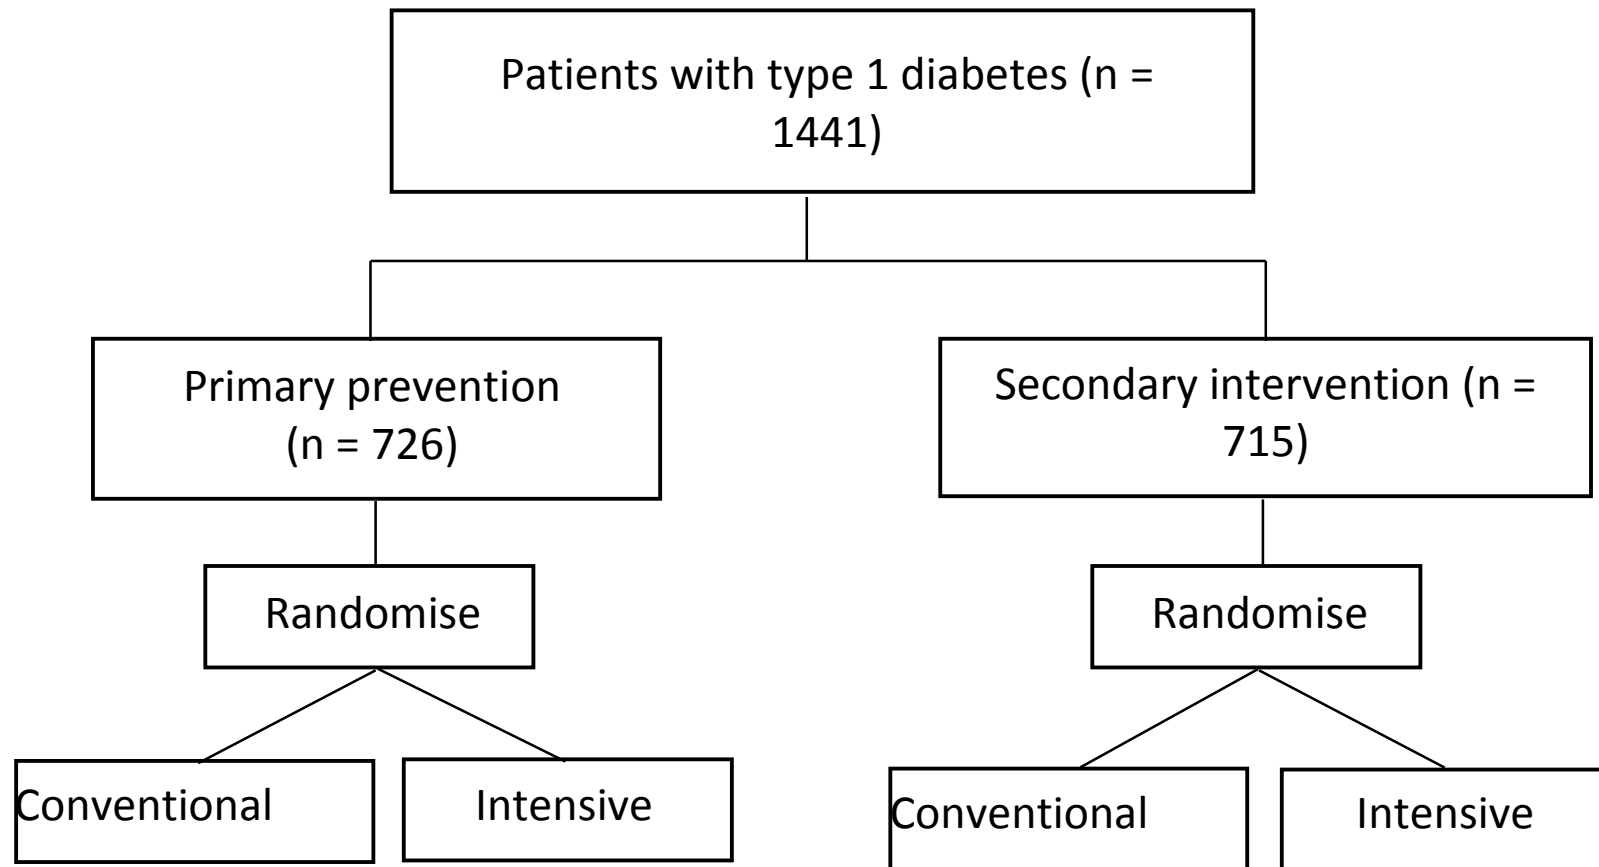 Patients with type 1 diabetes (n =
1441)
Primary prevention
(n = 726)
Secondary intervention (n =
715)
Randomise
Randomise
Conventional
Intensive
Conventional
Intensive